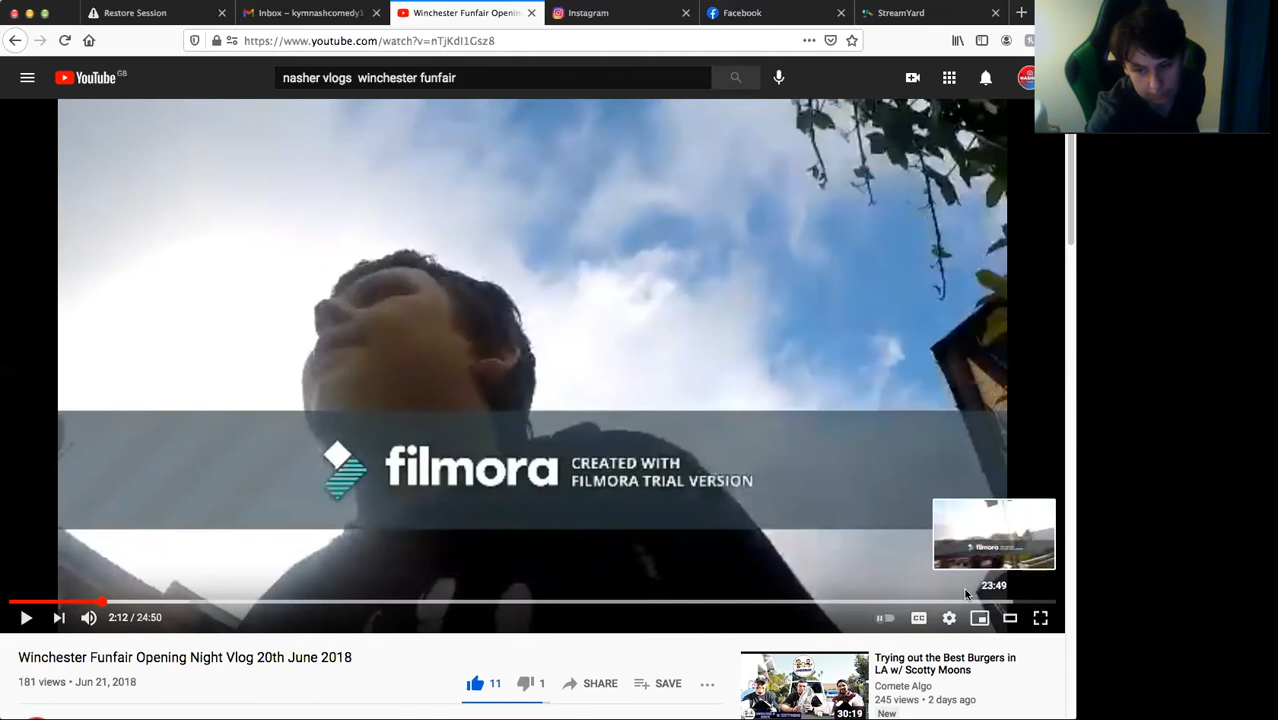 Restore Session
Inbox – kymnashcomedy1
Winchester Funfair Openin
Instagram
Facebook
StreamYard
https://www.youtube.com/watch?v=nTjKdl1Gsz8
YouTube GB
nasher vlogs winchester funfair
filmora CREATED WITH
FILMORA TRIAL VERSION
filmora
23:49
2:12 / 24:50
CC
Winchester Funfair Opening Night Vlog 20th June 2018
181 views • Jun 21, 2018
11
1
SHARE
SAVE
Trying out the Best Burgers in
LA w/ Scotty Moons
Comete Algo
245 views • 2 days ago
New
30:19